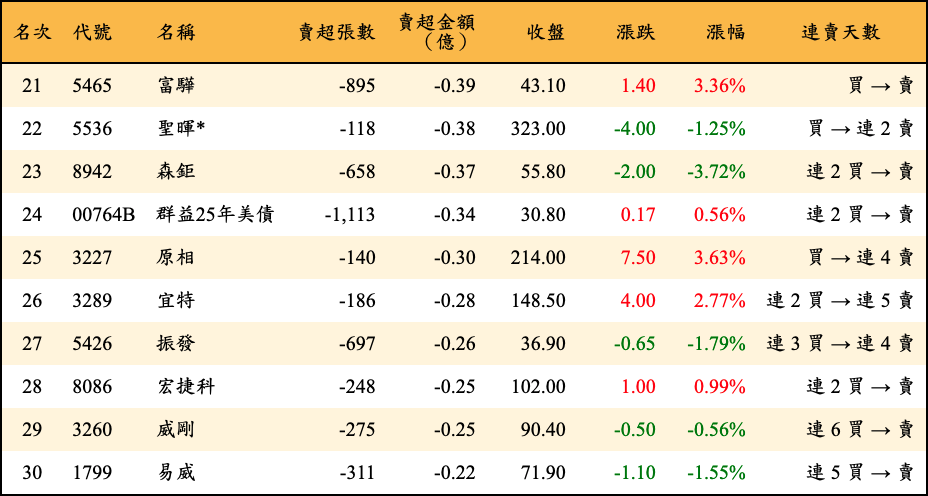 名次 代號 名稱 賣超張數 賣超金額（億） 收盤 漲跌 漲幅 連賣天數
21 5465 富驊 -895 -0.39 43.10 1.40 3.36% 買 → 賣
22 5536 聖暉* -118 -0.38 323.00 -4.00 -1.25% 買 → 連 2 賣
23 8942 森鉅 -658 -0.37 55.80 -2.00 -3.72% 連 2 買 → 賣
24 00764B 群益25年美債 -1,113 -0.34 30.80 0.17 0.56% 連 2 買 → 賣
25 3227 原相 -140 -0.30 214.00 7.50 3.63% 買 → 連 4 賣
26 3289 宜特 -186 -0.28 148.50 4.00 2.77% 連 2 買 → 連 5 賣
27 5426 振發 -697 -0.26 36.90 -0.65 -1.79% 連 3 買 → 連 4 賣
28 8086 宏捷科 -248 -0.25 102.00 1.00 0.99% 連 2 買 → 賣
29 3260 威剛 -275 -0.25 90.40 -0.50 -0.56% 連 6 買 → 賣
30 1799 易威 -311 -0.22 71.90 -1.10 -1.55% 連 5 買 → 賣